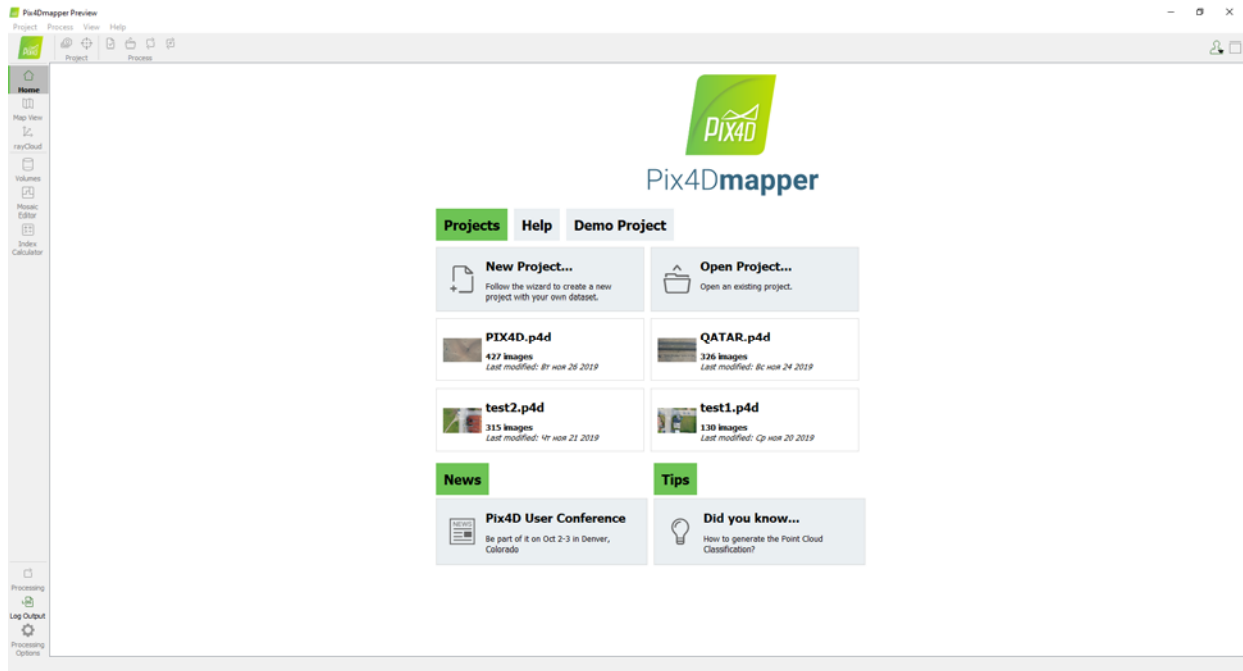 Pix4Dmapper Preview
Project Process View Help
PIX4D
Project Process
Home
Map View
rayCloud
Volumes
Mosaic
Editor
Index
Calculator
PIX4D
Pix4Dmapper
Projects Help Demo Project
New Project...
Follow the wizard to create a new
project with your own dataset.
Open Project...
Open an existing project.
PIX4D.p4d
427 images
Last modified: Вт ноя 26 2019
QATAR.p4d
326 images
Last modified: Вс ноя 24 2019
test2.p4d
315 images
Last modified: Чт ноя 21 2019
test1.p4d
130 images
Last modified: Ср ноя 20 2019
News
NEWS
Pix4D User Conference
Be part of it on Oct 2-3 in Denver,
Colorado
Tips
Did you know...
How to generate the Point Cloud
Classification?
Processing
Log Output
Processing
Options